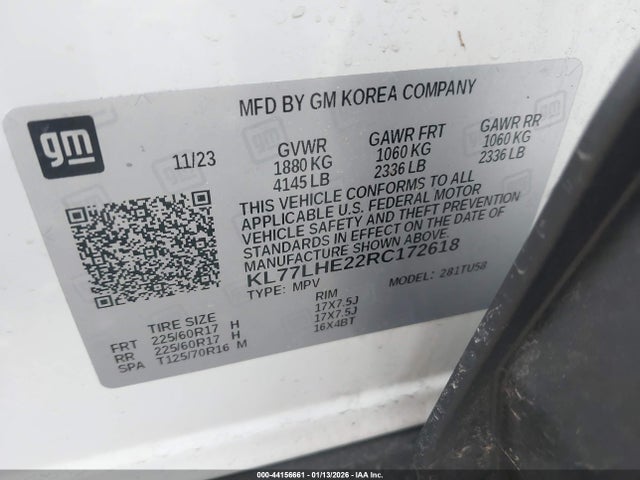 MFD BY GM KOREA COMPANY
gm
11/23
GVWR GAWR FRT GAWR RR
1880 KG 1060 KG 1060 KG
4145 LB 2336 LB 2336 LB
THIS VEHICLE CONFORMS TO ALL
APPLICABLE U.S. FEDERAL MOTOR
VEHICLE SAFETY AND THEFT PREVENTION
STANDARDS IN EFFECT ON THE DATE OF
MANUFACTURE SHOWN ABOVE.
KL77LHE22RC172618
TYPE: MPV MODEL: 281TU58
TIRE SIZE RIM
FRT 225/60R17 H 17X7.5J
RR 225/60R17 H 17X7.5J
SPA T125/70R16 M 16X4BT
000-44156661 - 01/13/2026 - ©IAA Inc.